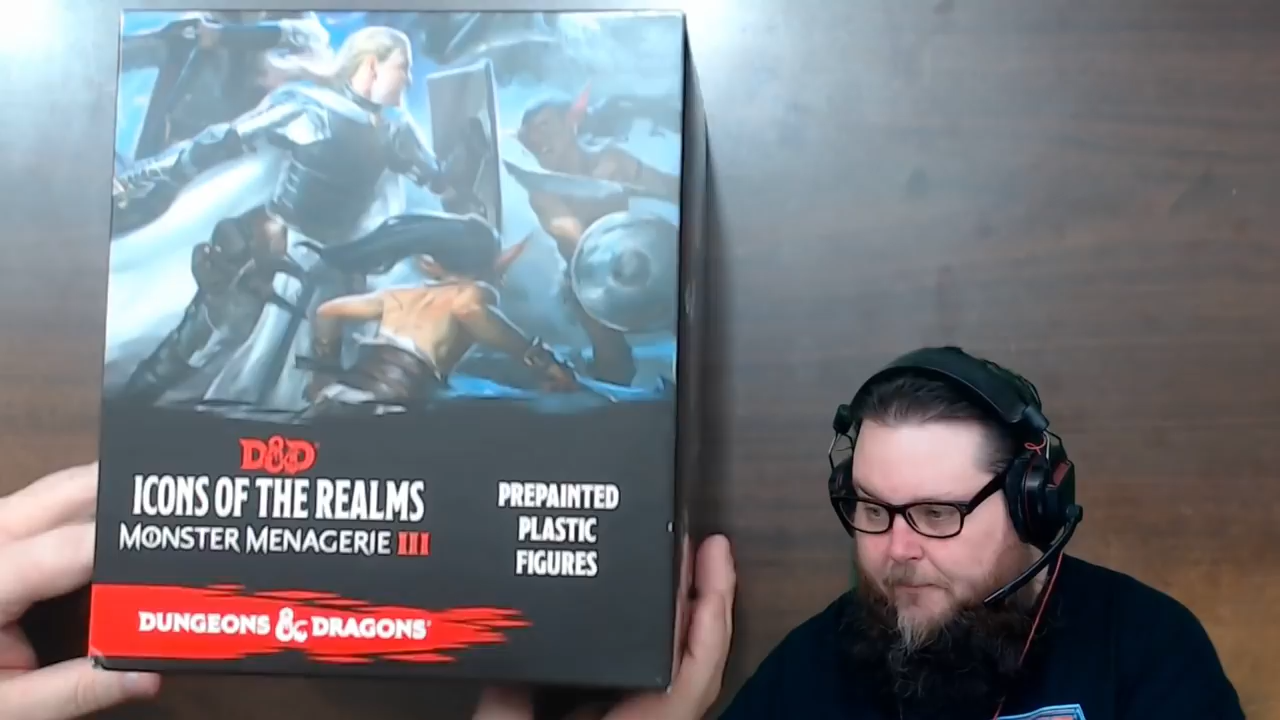 D&D
ICONS OF THE REALMS
MONSTER MENAGERIE III
PREPAINTED
PLASTIC
FIGURES
DUNGEONS & DRAGONS